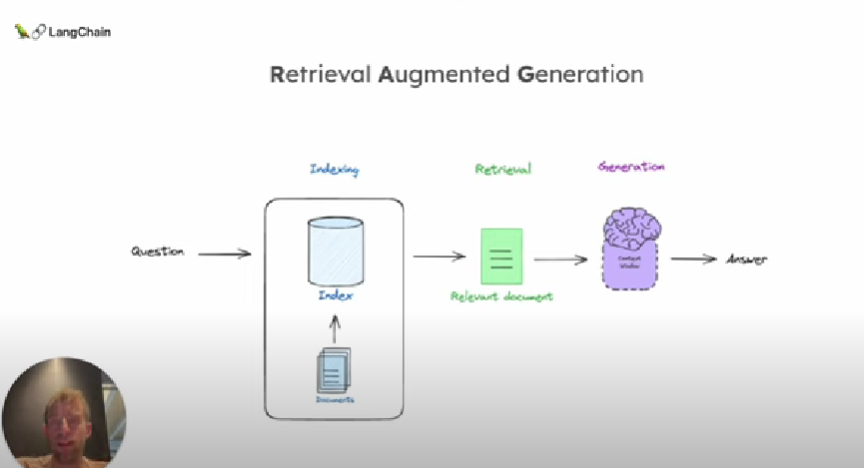 LangChain
Retrieval Augmented Generation
Indexing
Retrieval
Generation
Question
Context
Window
Answer
Index
Relevant document
Documents